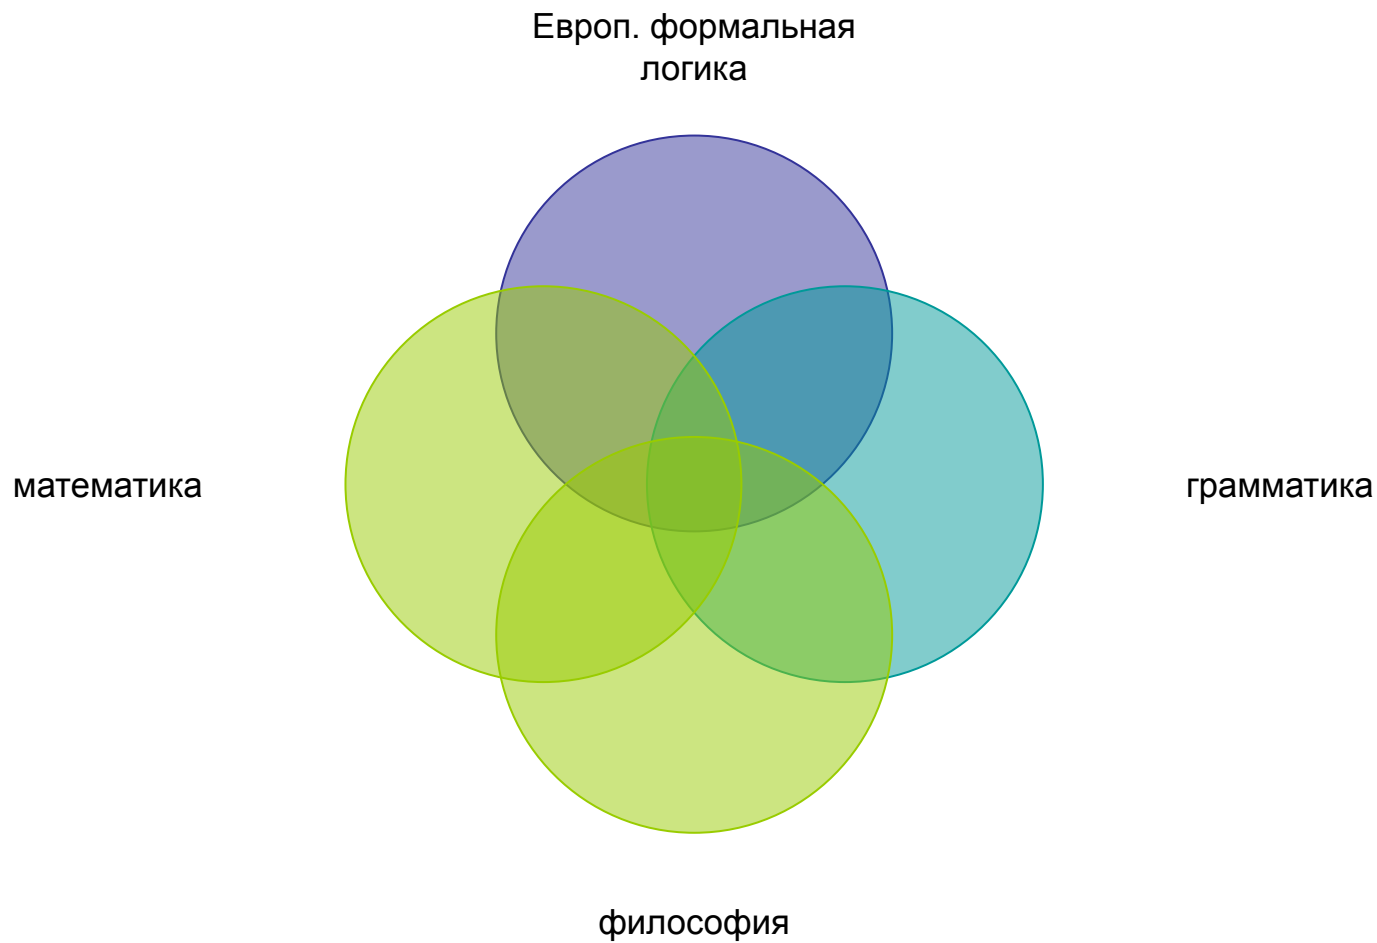 Европ. формальная
логика
математика
грамматика
философия